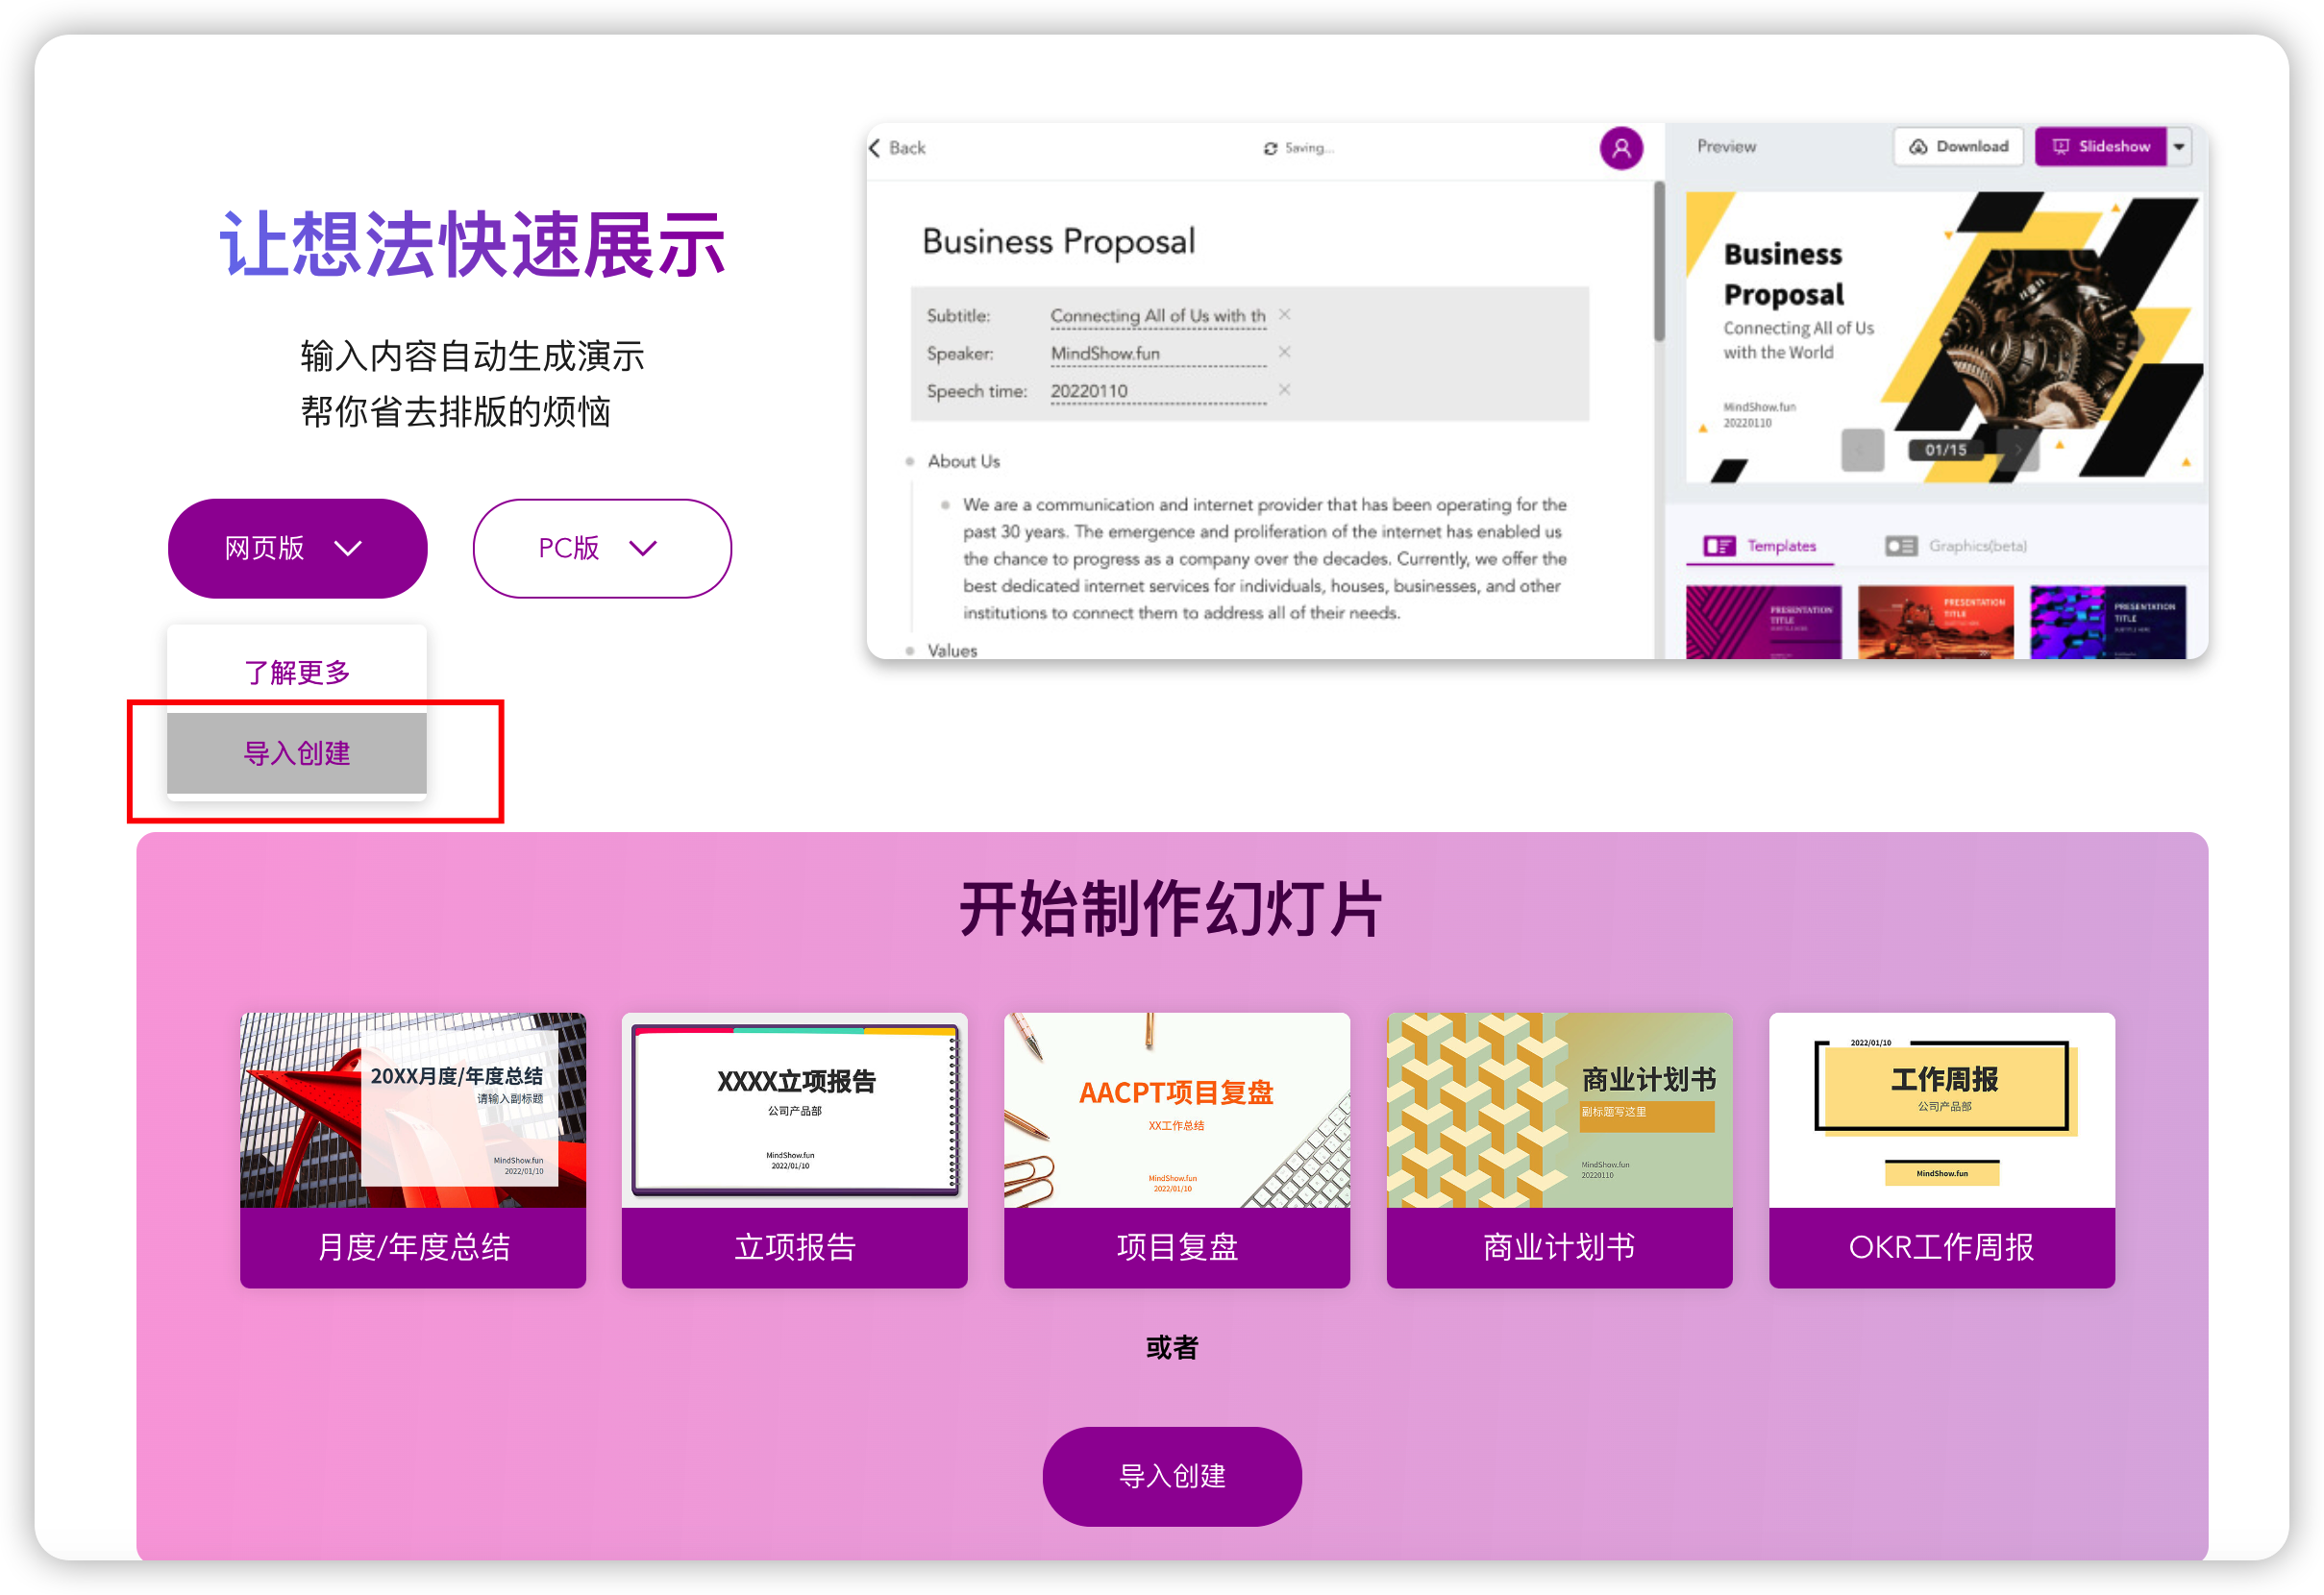 让想法快速展示
输入内容自动生成演示
帮你省去排版的烦恼
网页版
PC版
了解更多
导入创建
Back
Saving...
Business Proposal
Subtitle: Connecting All of Us with th
Speaker: MindShow.fun
Speech time: 20220110
About Us
We are a communication and internet provider that has been operating for the
past 30 years. The emergence and proliferation of the internet has enabled us
the chance to progress as a company over the decades. Currently, we offer the
best dedicated internet services for individuals, houses, businesses, and other
institutions to connect them to address all of their needs.
Values
Preview
Download
Slideshow
Business
Proposal
Connecting All of Us
with the World
MindShow.fun
20220110
01/15
Templates
Graphics(beta)
PRESENTATION
TITLE
PRESENTATION
TITLE
PRESENTATION
TITLE
开始制作幻灯片
20XX月度/年度总结
请输入副标题
MindShow.fun
2022/01/10
月度/年度总结
XXXX立项报告
公司产品部
MindShow.fun
2022/01/10
立项报告
AACPT项目复盘
XX工作总结
MindShow.fun
2022/01/10
项目复盘
商业计划书
副标题写这里
MindShow.fun
20220110
商业计划书
2022/01/10
工作周报
公司产品部
MindShow.fun
OKR工作周报
或者
导入创建